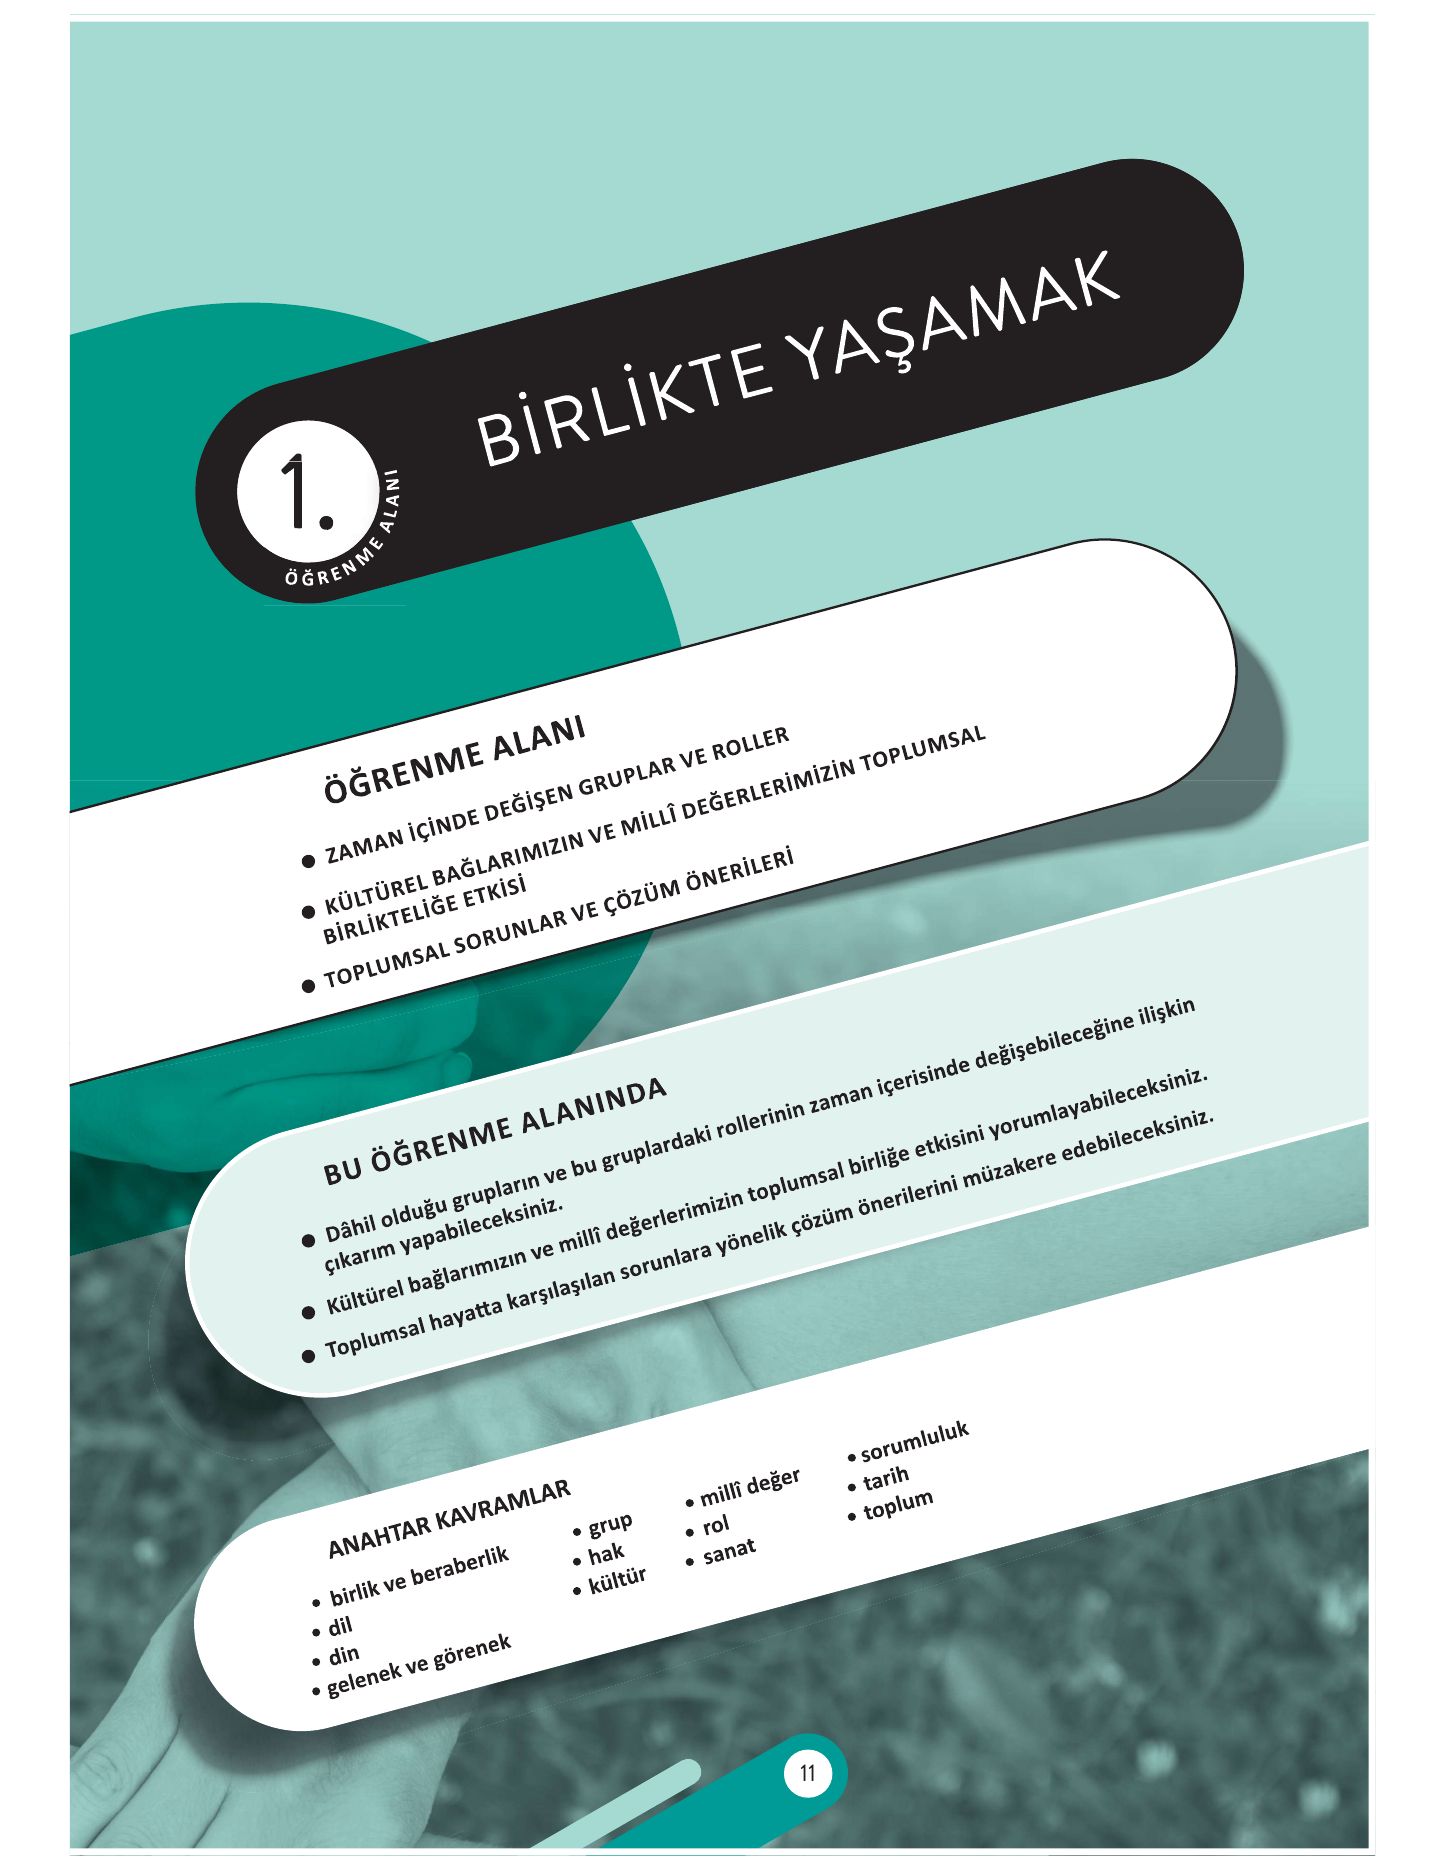 1.
ÖĞRENME ALANI
BİRLİKTE YAŞAMAK
ÖĞRENME ALANI
● ZAMAN İÇİNDE DEĞİŞEN GRUPLAR VE ROLLER
● KÜLTÜREL BAĞLARIMIZIN VE MİLLÎ DEĞERLERİMİZİN TOPLUMSAL
BİRLİKTELİĞE ETKİSİ
● TOPLUMSAL SORUNLAR VE ÇÖZÜM ÖNERİLERİ
BU ÖĞRENME ALANINDA
● Dâhil olduğu grupların ve bu gruplardaki rollerinin zaman içerisinde değişebileceğine ilişkin
çıkarım yapabileceksiniz.
● Kültürel bağlarımızın ve millî değerlerimizin toplumsal birliğe etkisini yorumlayabileceksiniz.
● Toplumsal hayatta karşılaşılan sorunlara yönelik çözüm önerilerini müzakere edebileceksiniz.
ANAHTAR KAVRAMLAR
• birlik ve beraberlik
• dil
• din
• gelenek ve görenek
• grup
• hak
• kültür
• millî değer
• rol
• sanat
• sorumluluk
• tarih
• toplum
11